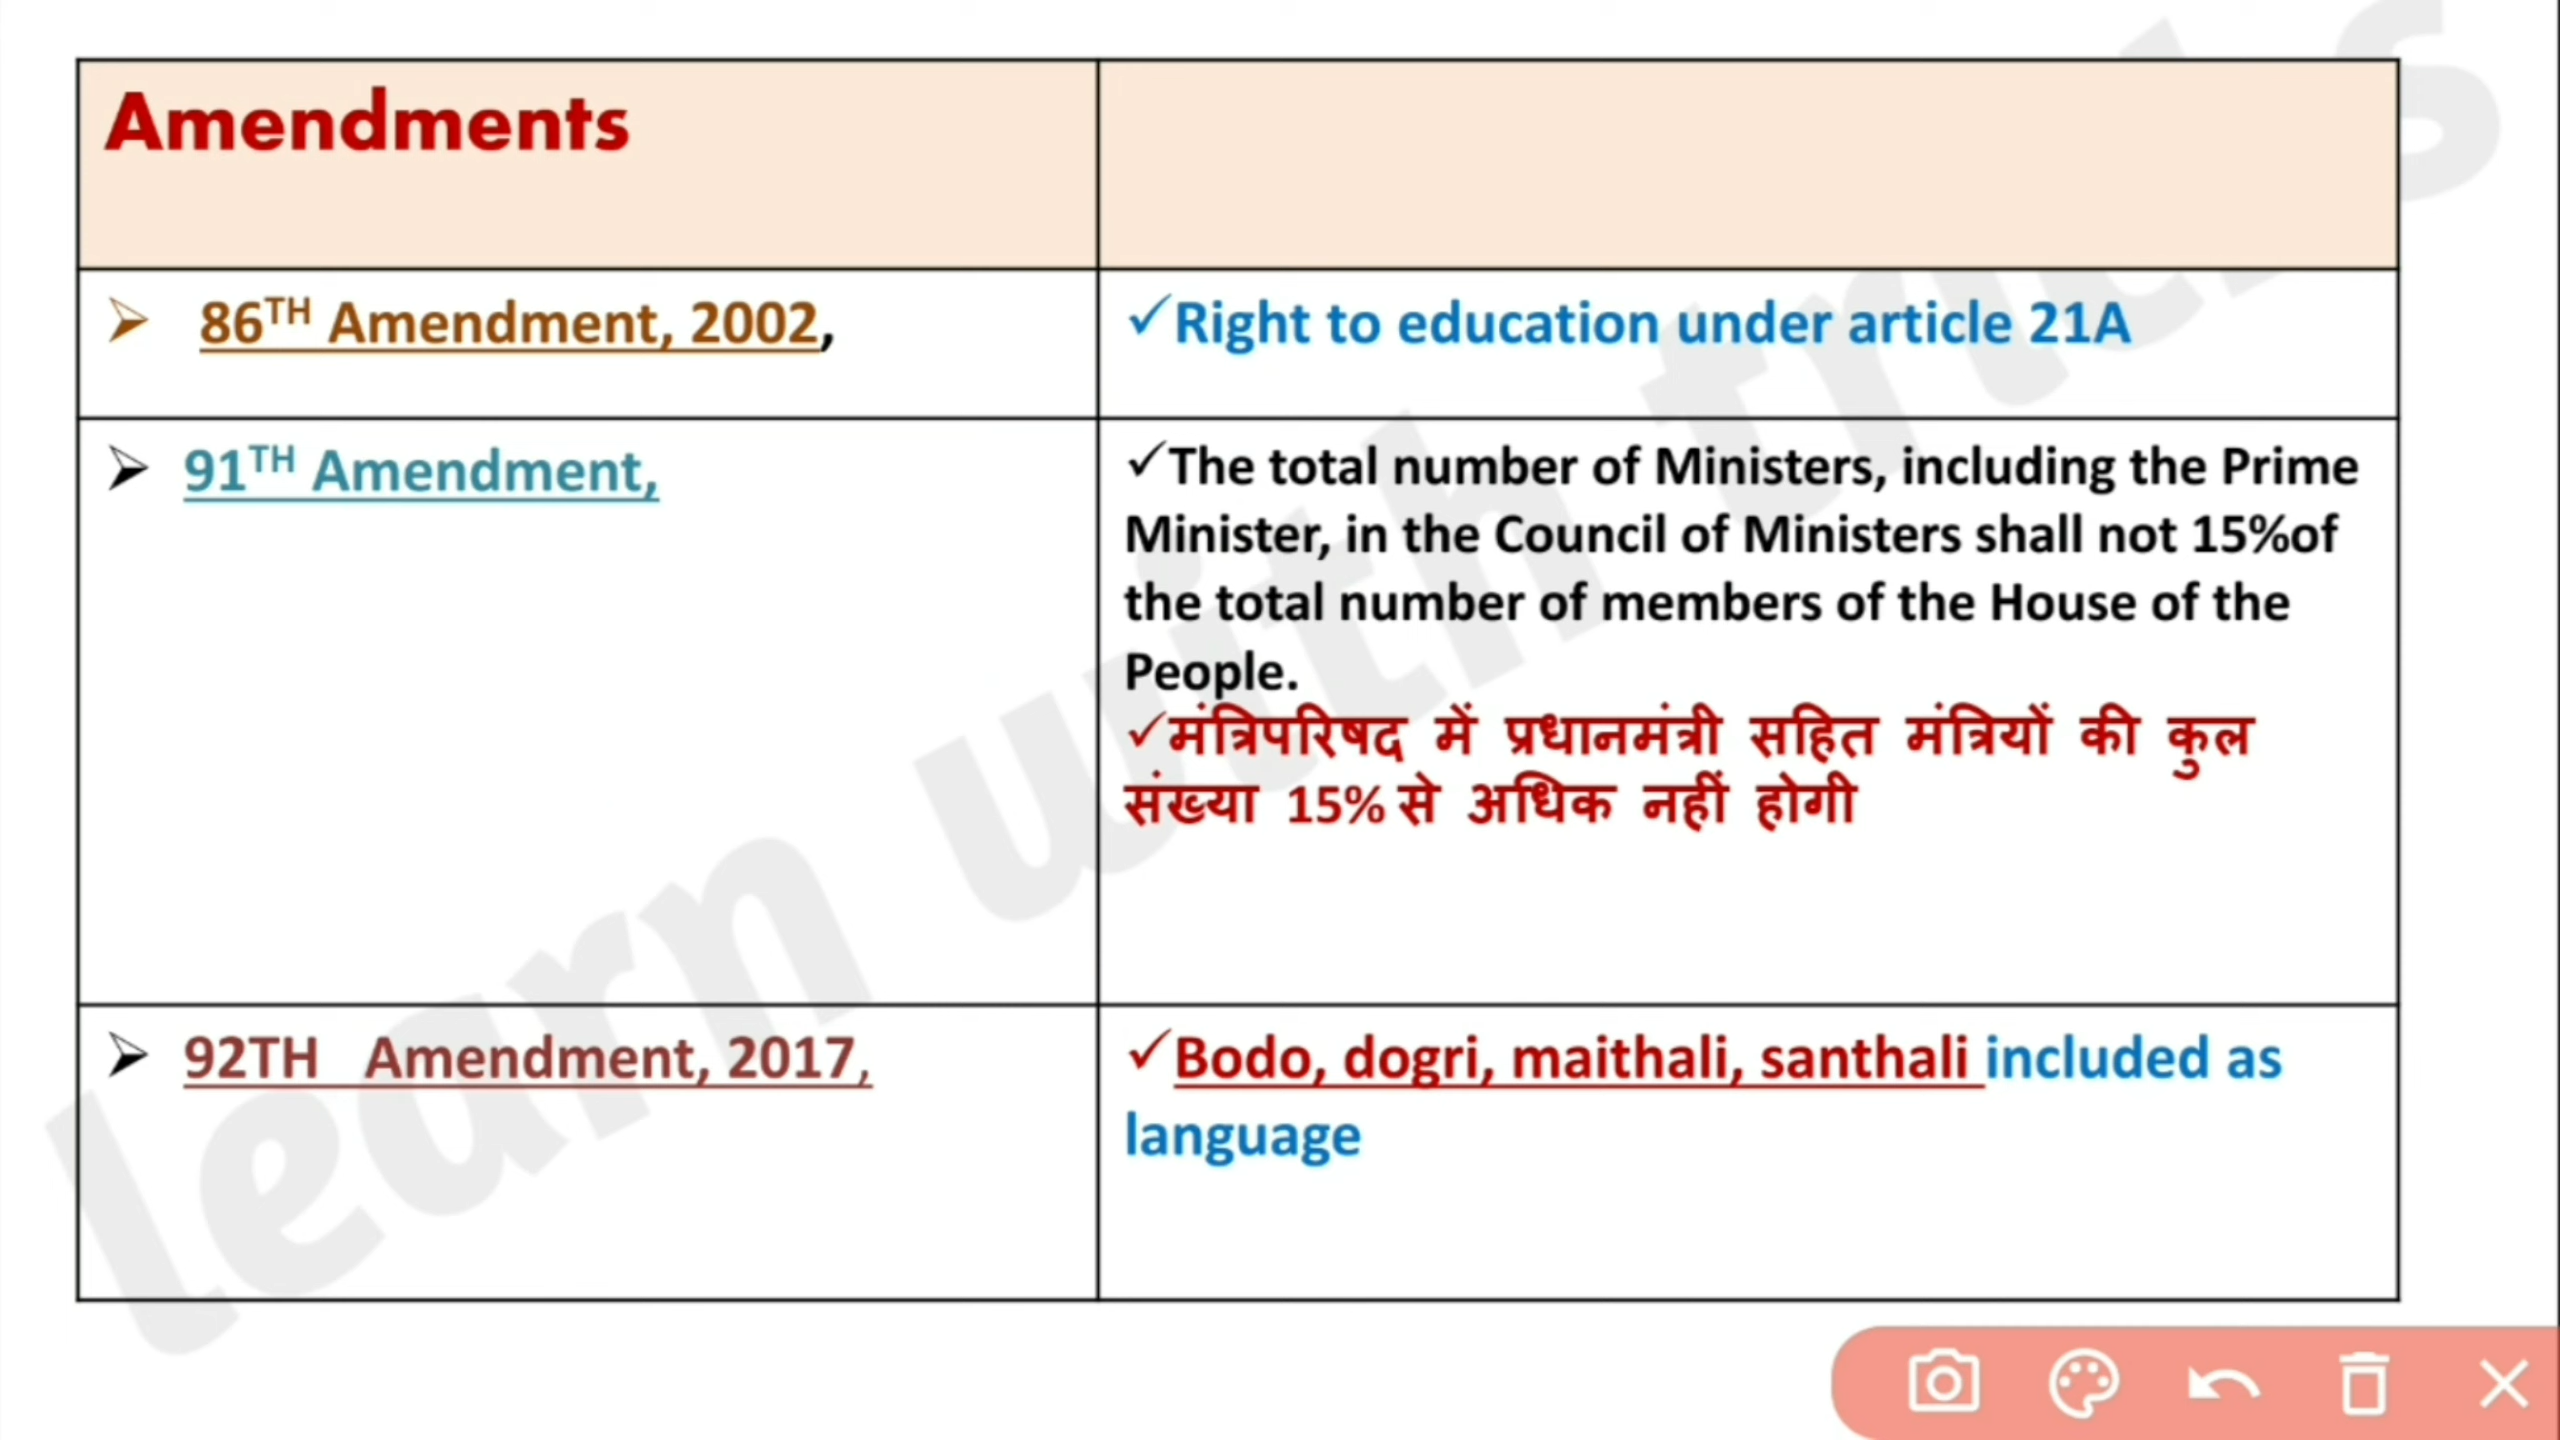 Amendments
➢ 86TH Amendment, 2002,
✓Right to education under article 21A
➢ 91TH Amendment,
✓The total number of Ministers, including the Prime
Minister, in the Council of Ministers shall not 15%of
the total number of members of the House of the
People.
✓मंत्रिपरिषद में प्रधानमंत्री सहित मंत्रियों की कुल
संख्या 15% से अधिक नहीं होगी
➢ 92TH Amendment, 2017,
✓Bodo, dogri, maithali, santhali included as
language
learn with tricks